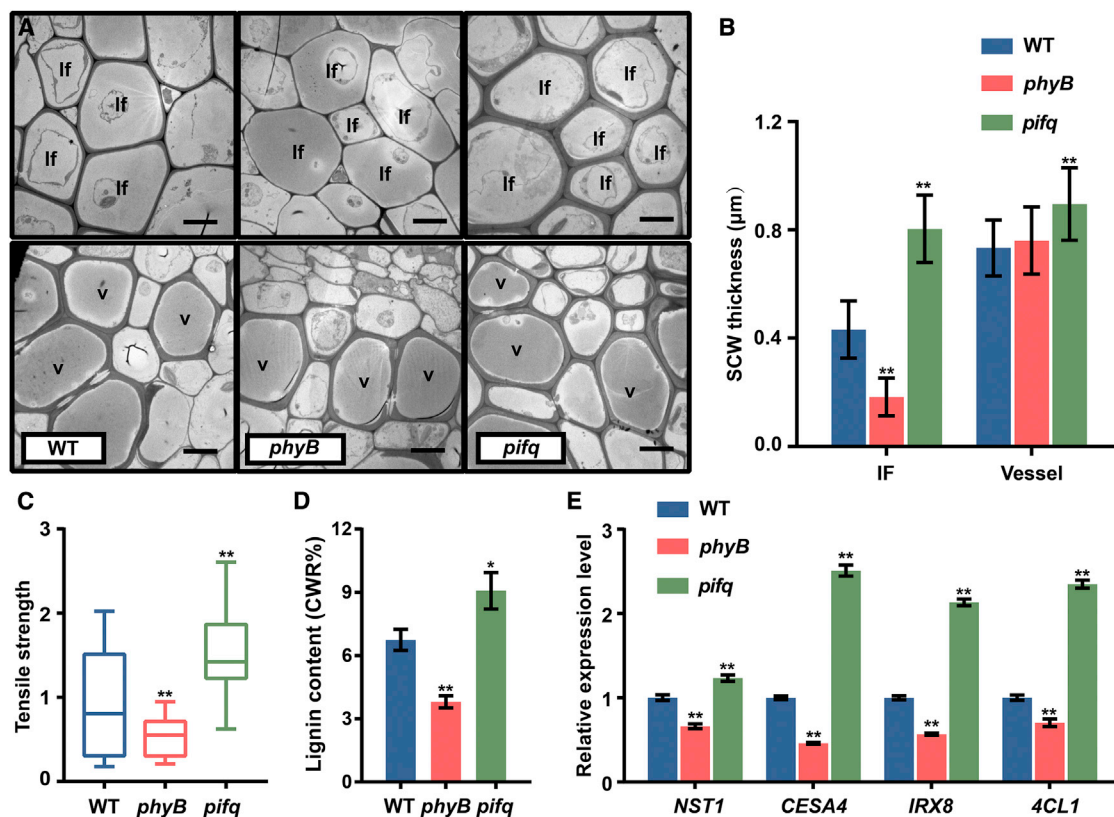 A
If If If If
If If If If If
If If If If If
v v v
v v v
v v v
WT phyB pifq
B
WT
phyB
pifq
SCW thickness (µm)
1.2
0.8
0.4
0.0
** ** **
IF Vessel
C
Tensile strength
3
2
1
0
** **
WT phyB pifq
D
Lignin content (CWR%)
12
9
6
3
0
** *
WT phyB pifq
E
WT
phyB
pifq
Relative expression level
3
2
1
0
** ** ** ** ** ** ** **
NST1 CESA4 IRX8 4CL1